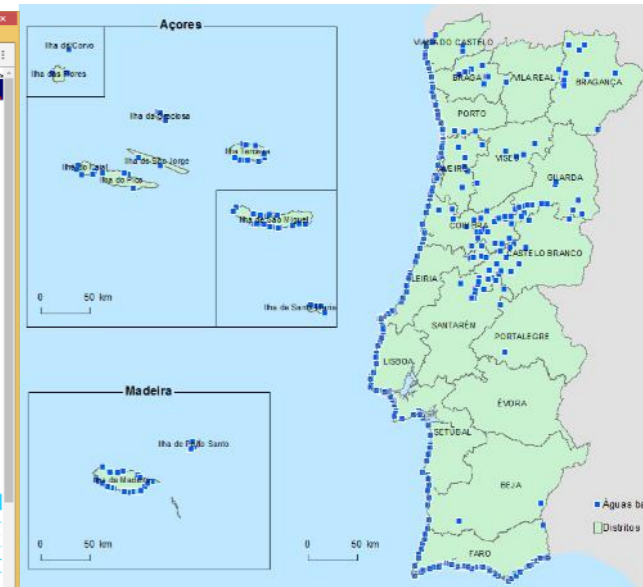 Açores
Ilha do Corvo
Ilha das Flores
Ilha da Graciosa
Ilha de São Jorge
Ilha Terceira
Ilha do Faial
Ilha do Pico
Ilha de São Miguel
Ilha de Santa Maria
0 50 km
Madeira
Ilha de Porto Santo
Ilha da Madeira
0 50 km
0 50 km
VIANA DO CASTELO
BRAGA
VILA REAL
BRAGANÇA
PORTO
AVEIRO
VISEU
GUARDA
COIMBRA
CASTELO BRANCO
LEIRIA
SANTARÉM
PORTALEGRE
LISBOA
ÉVORA
SETÚBAL
BEJA
FARO
Águas ba
Distritos